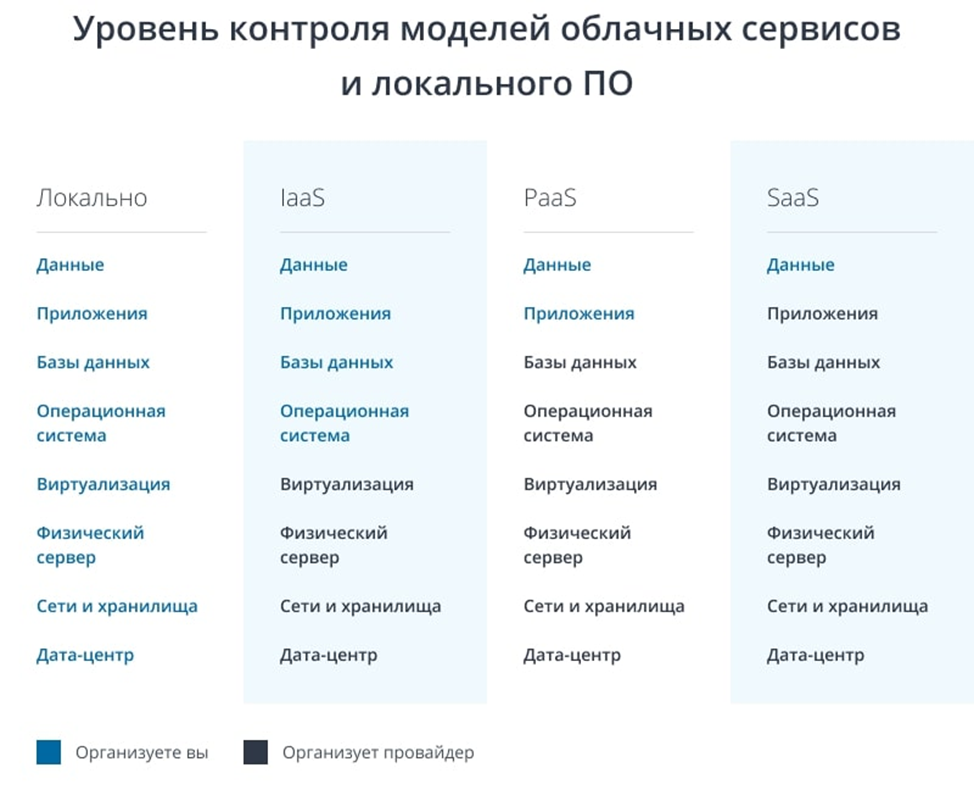 Уровень контроля моделей облачных сервисов
и локального ПО
Локально
Данные
Приложения
Базы данных
Операционная
система
Виртуализация
Физический
сервер
Сети и хранилища
Дата-центр
IaaS
Данные
Приложения
Базы данных
Операционная
система
Виртуализация
Физический
сервер
Сети и хранилища
Дата-центр
PaaS
Данные
Приложения
Базы данных
Операционная
система
Виртуализация
Физический
сервер
Сети и хранилища
Дата-центр
SaaS
Данные
Приложения
Базы данных
Операционная
система
Виртуализация
Физический
сервер
Сети и хранилища
Дата-центр
Организуете вы
Организует провайдер